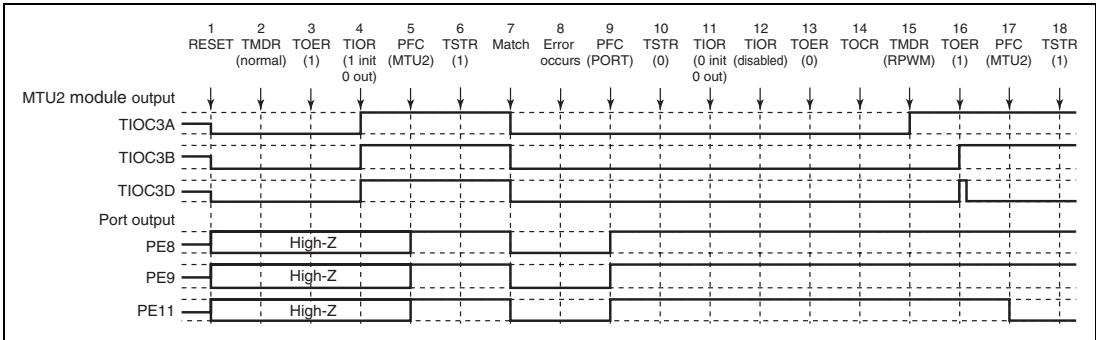 1 2 3 4 5 6 7 8 9 10 11 12 13 14 15 16 17 18
RESET TMDR TOER TIOR PFC TSTR Match Error PFC TSTR TIOR TIOR TOER TOCR TMDR TOER PFC TSTR
(normal) (1) (1 init (MTU2) (1) occurs (PORT) (0) (0 init (disabled) (0) (RPWM) (1) (MTU2) (1)
0 out) 0 out)
MTU2 module output
TIOC3A
TIOC3B
TIOC3D
Port output
PE8 High-Z
PE9 High-Z
PE11 High-Z